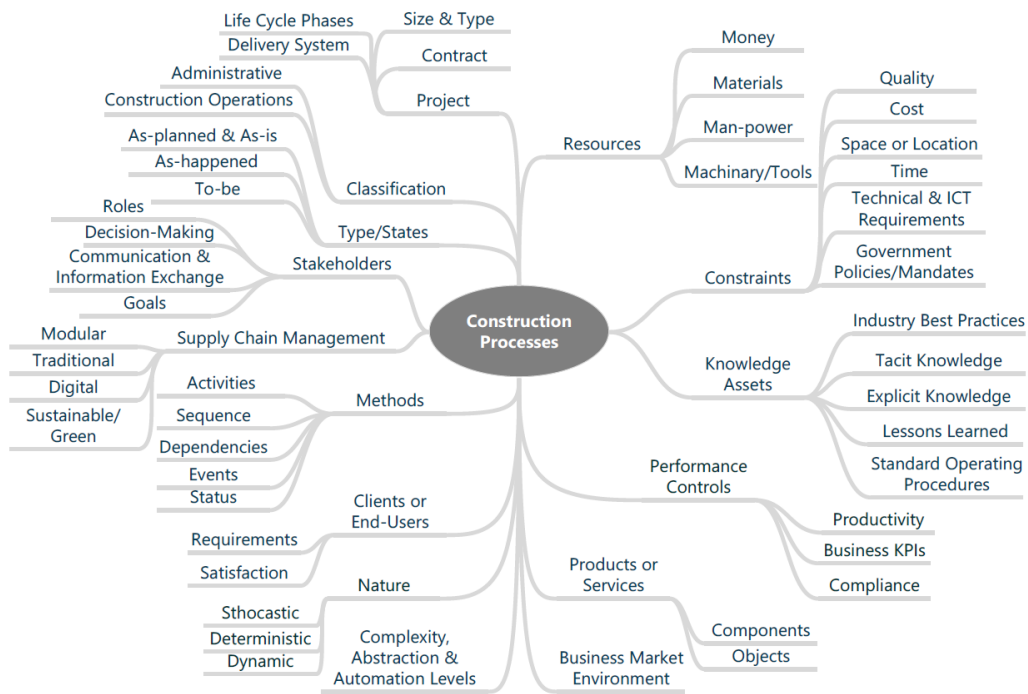 Construction
Processes
Project
Life Cycle Phases
Delivery System
Size & Type
Contract
Classification
Administrative
Construction Operations
Type/States
As-planned & As-is
As-happened
To-be
Stakeholders
Roles
Decision-Making
Communication &
Information Exchange
Goals
Supply Chain Management
Modular
Traditional
Digital
Sustainable/
Green
Methods
Activities
Sequence
Dependencies
Events
Status
Clients or
End-Users
Requirements
Satisfaction
Nature
Sthocastic
Deterministic
Dynamic
Complexity,
Abstraction &
Automation Levels
Resources
Money
Materials
Man-power
Machinary/Tools
Constraints
Quality
Cost
Space or Location
Time
Technical & ICT
Requirements
Government
Policies/Mandates
Knowledge
Assets
Industry Best Practices
Tacit Knowledge
Explicit Knowledge
Lessons Learned
Standard Operating
Procedures
Performance
Controls
Productivity
Business KPIs
Compliance
Products or
Services
Components
Objects
Business Market
Environment